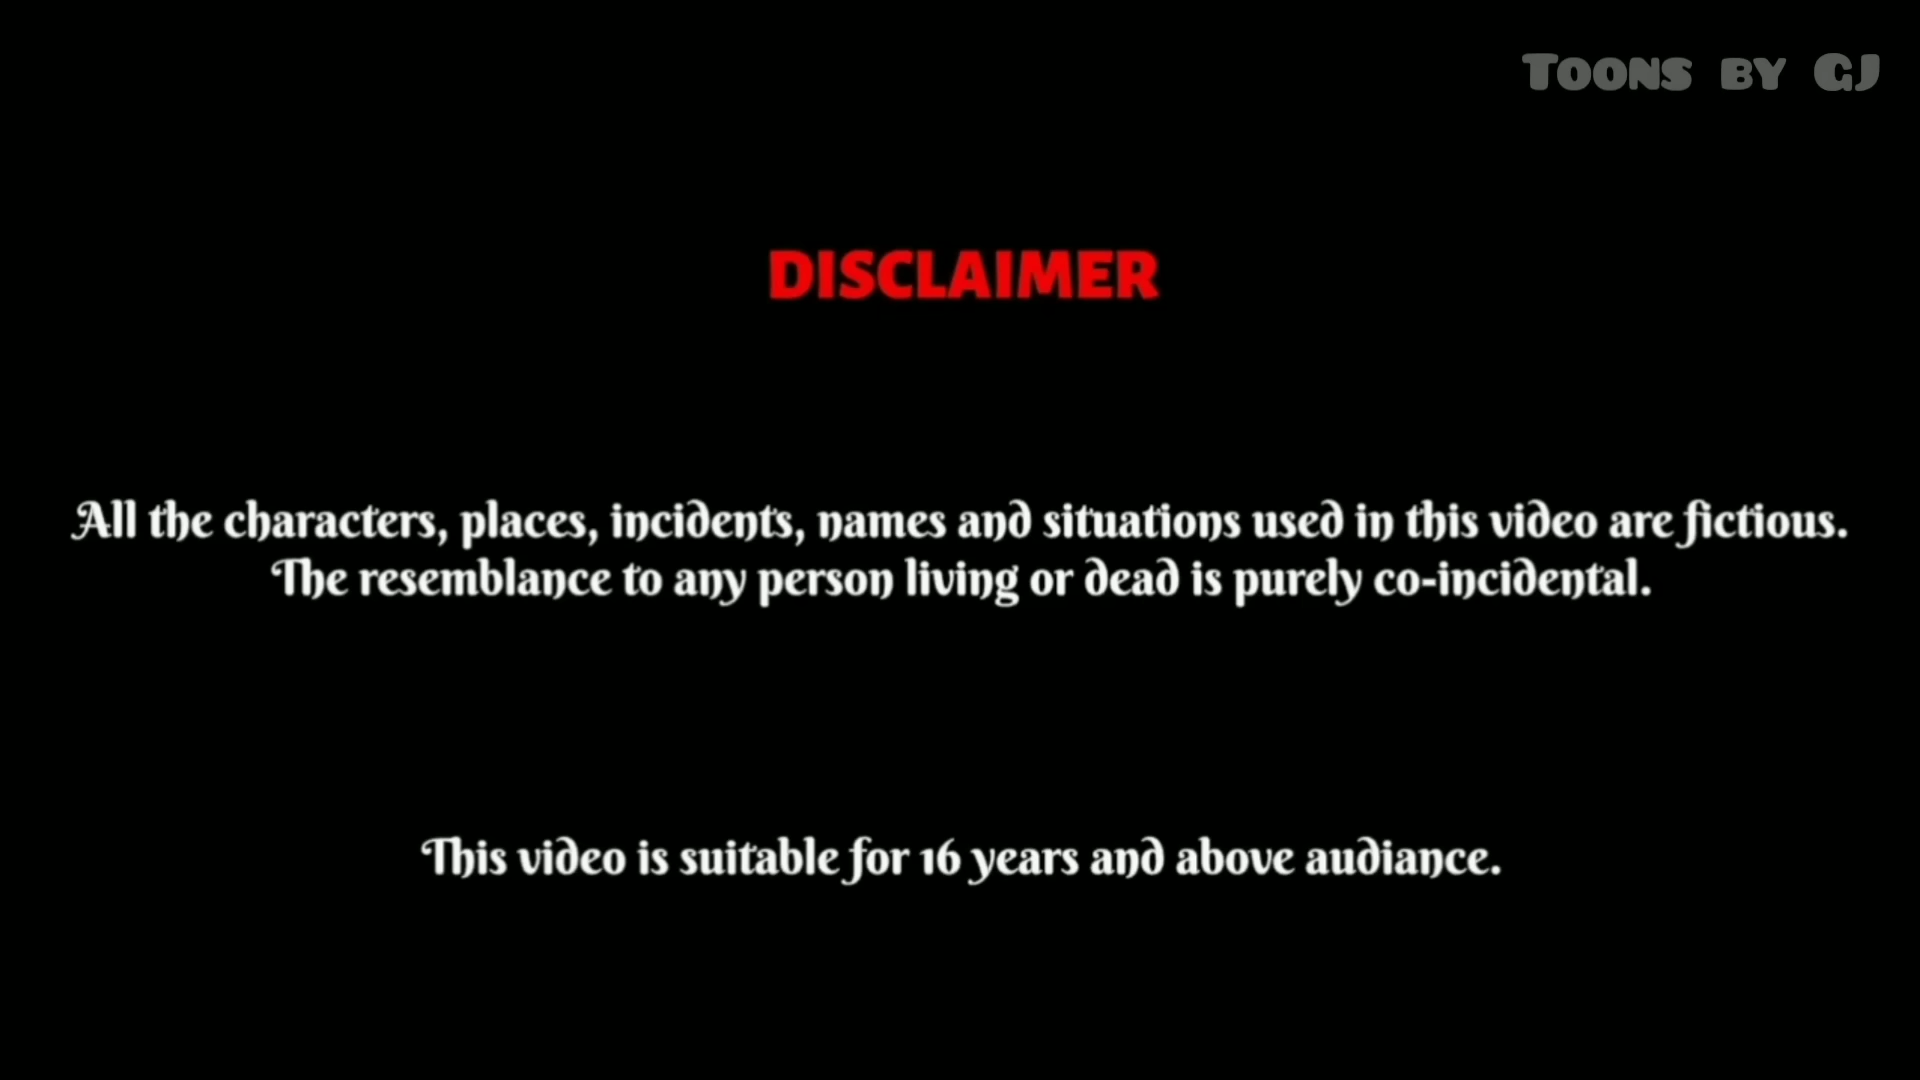 Toons by GJ
DISCLAIMER
All the characters, places, incidents, names and situations used in this video are fictious.
The resemblance to any person living or dead is purely co-incidental.
This video is suitable for 16 years and above audiance.